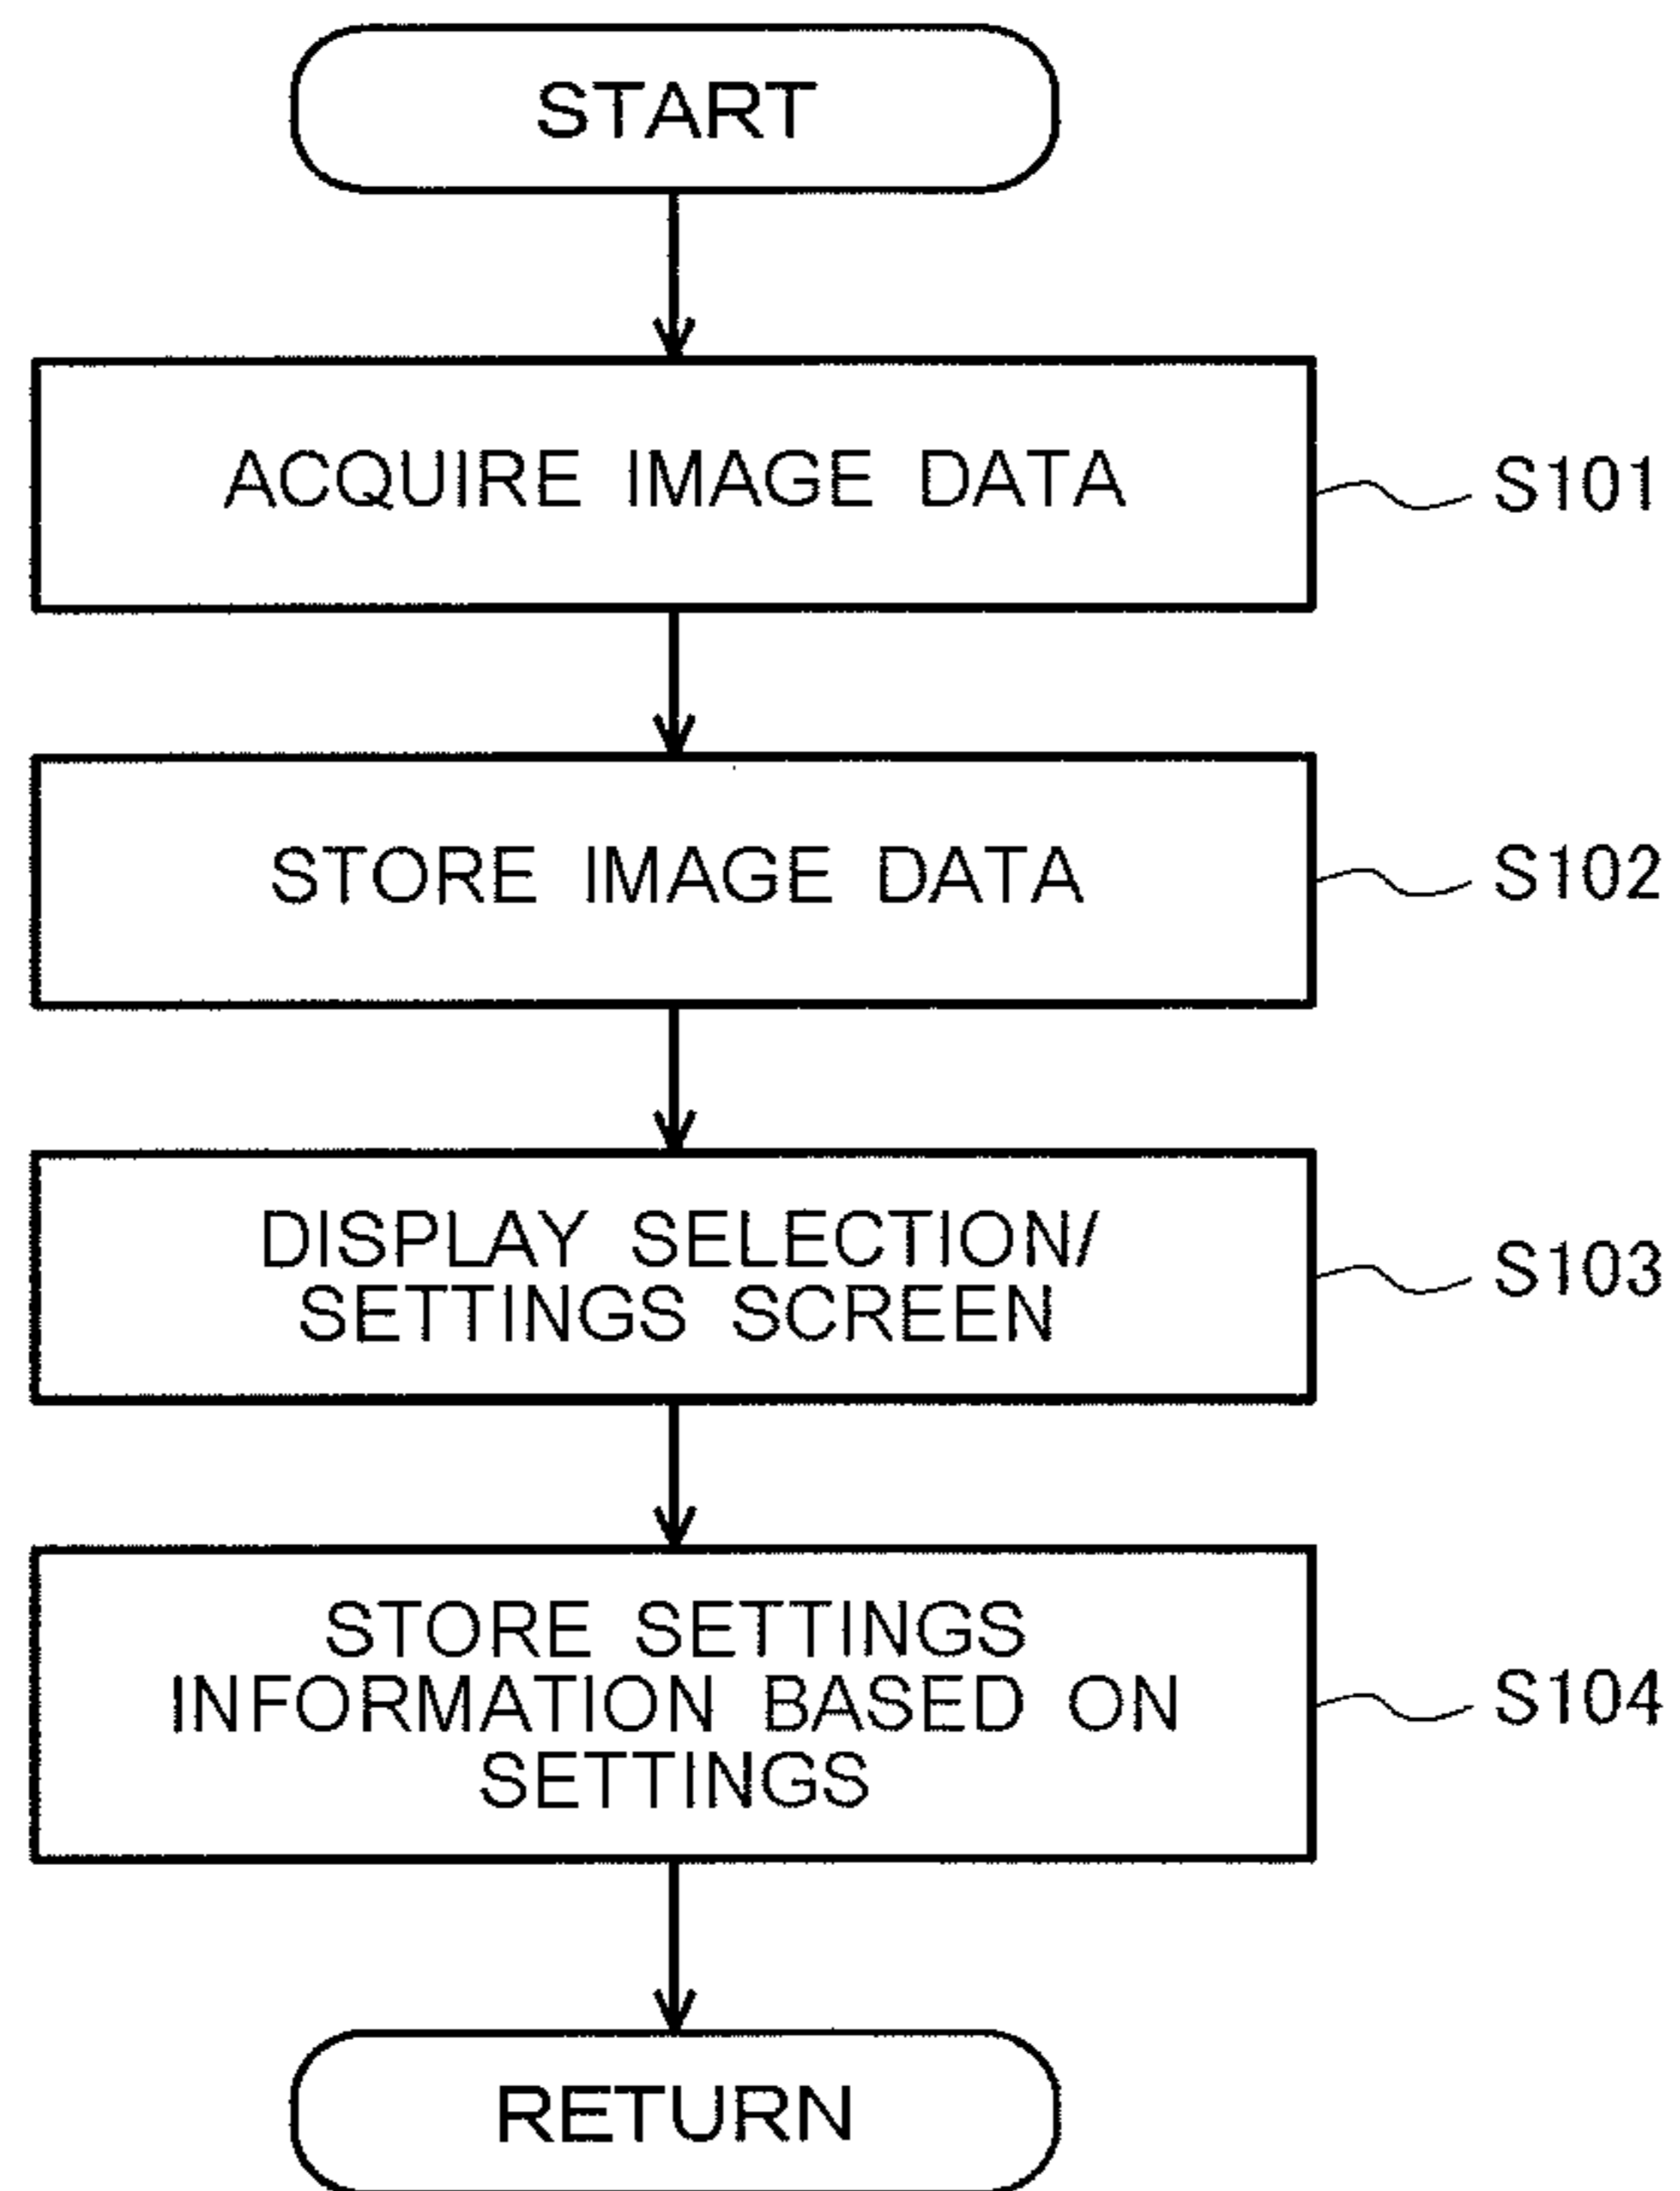 START
ACQUIRE IMAGE DATA
S101
STORE IMAGE DATA
S102
DISPLAY SELECTION/
SETTINGS SCREEN
S103
STORE SETTINGS
INFORMATION BASED ON
SETTINGS
S104
RETURN